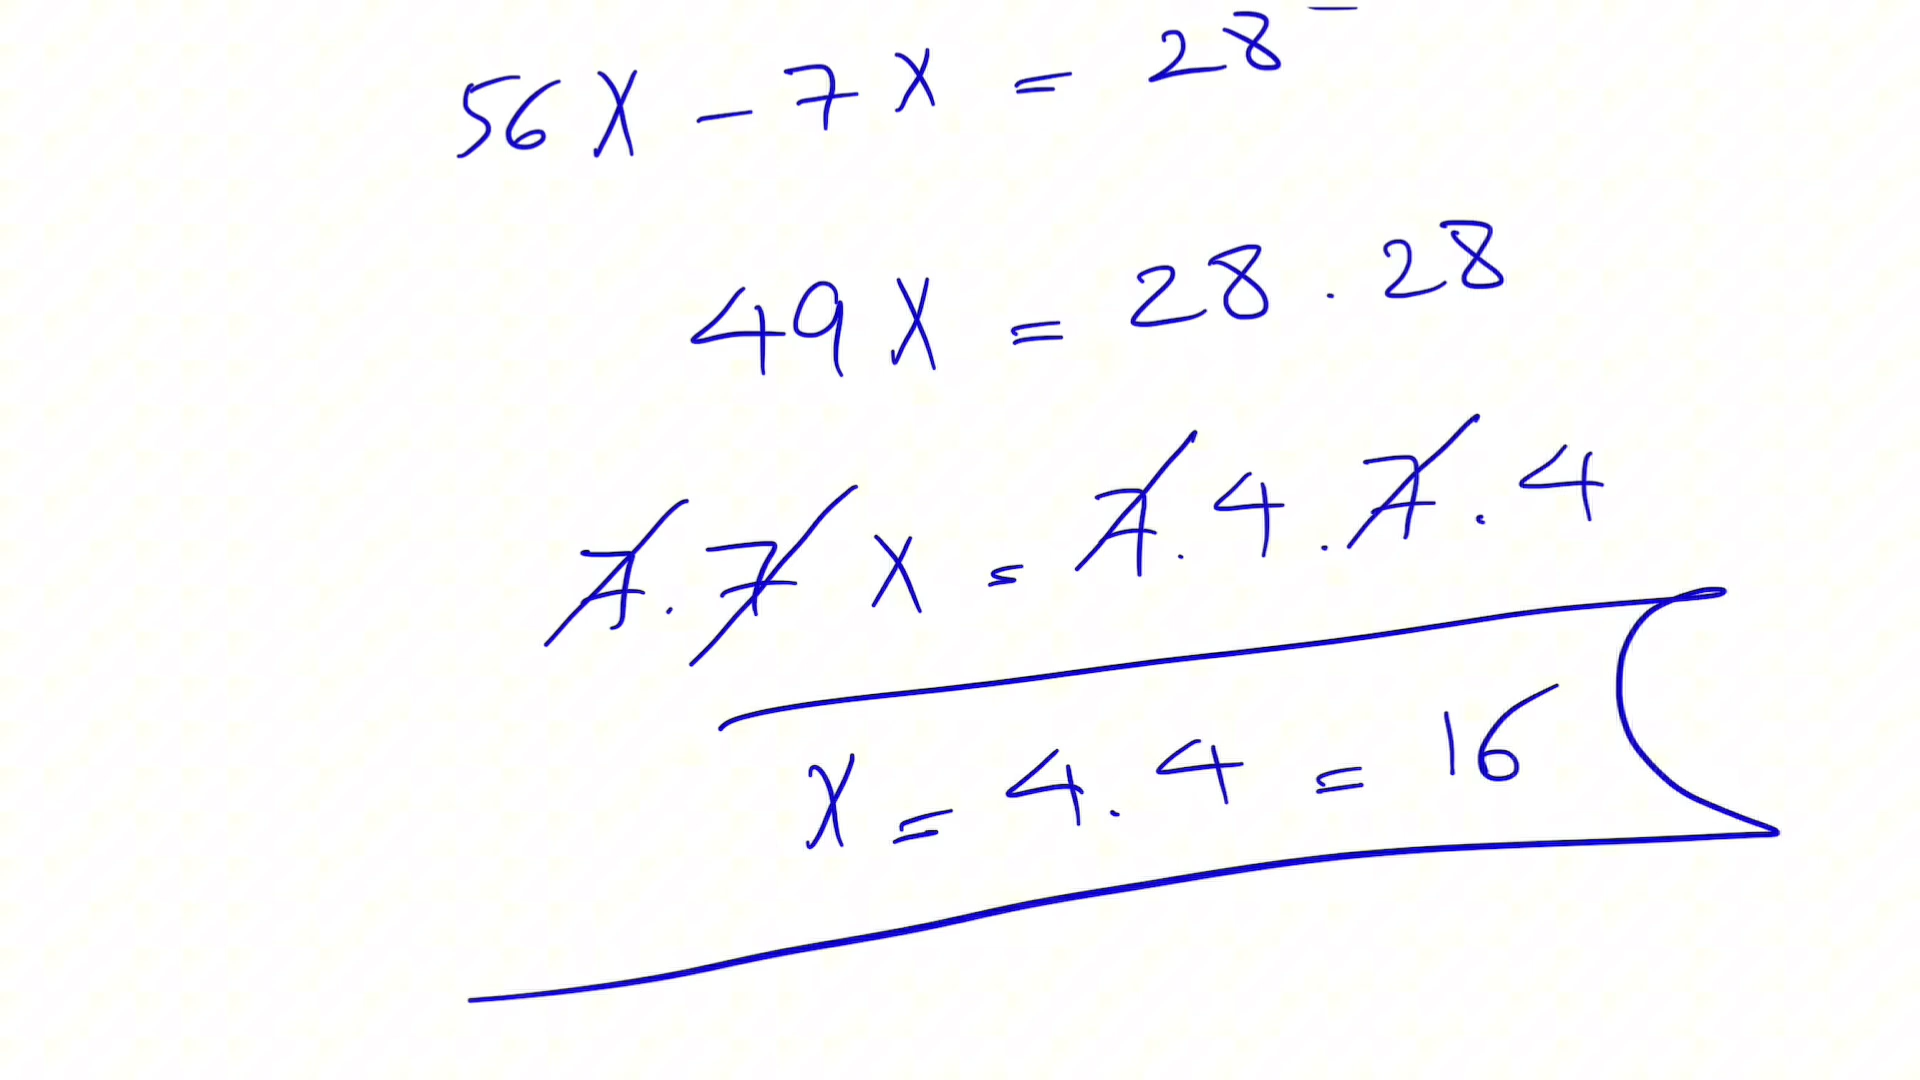 56x - 7x = 28
49x = 28 . 28
7 . 7 x = 7 . 4 . 7 . 4
x = 4 . 4 = 16